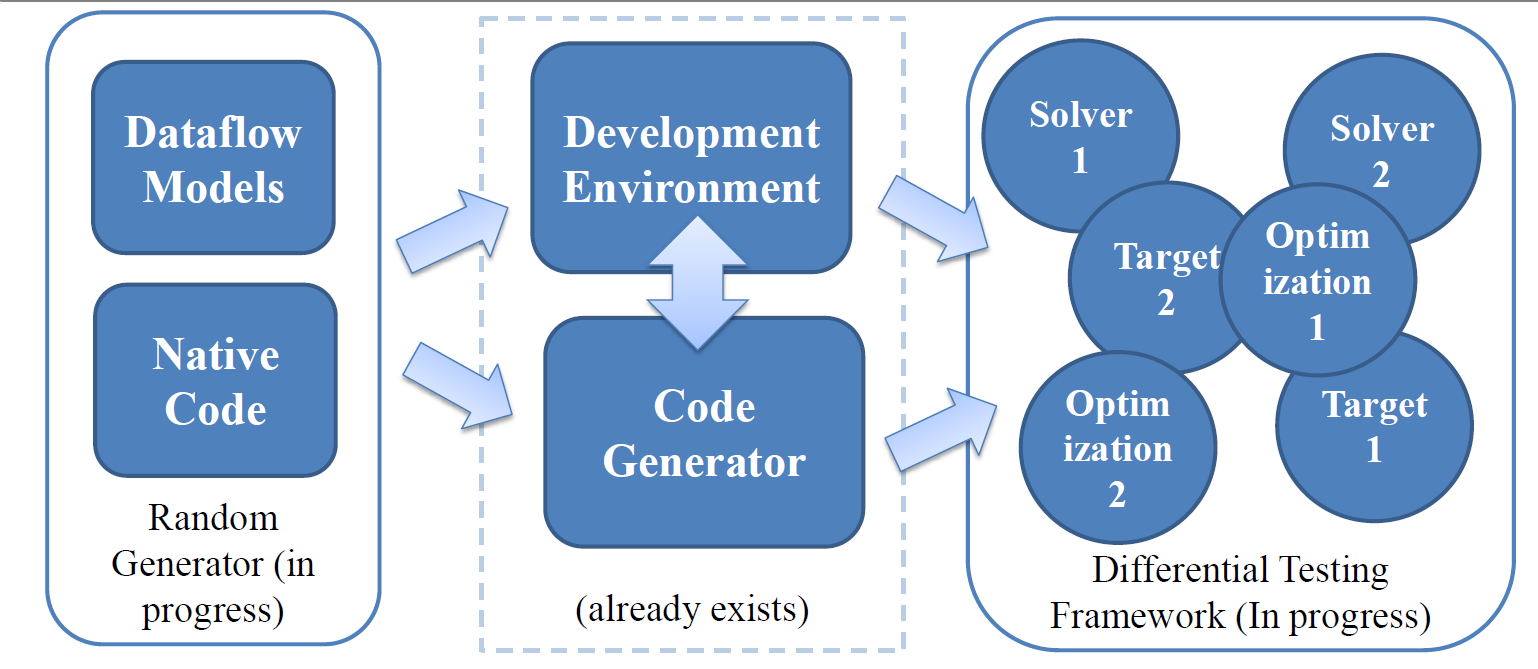 Dataflow
Models
Native
Code
Random
Generator (in
progress)
Development
Environment
Code
Generator
(already exists)
Solver
1
Solver
2
Target
2
Optim
ization
1
Optim
ization
2
Target
1
Differential Testing
Framework (In progress)